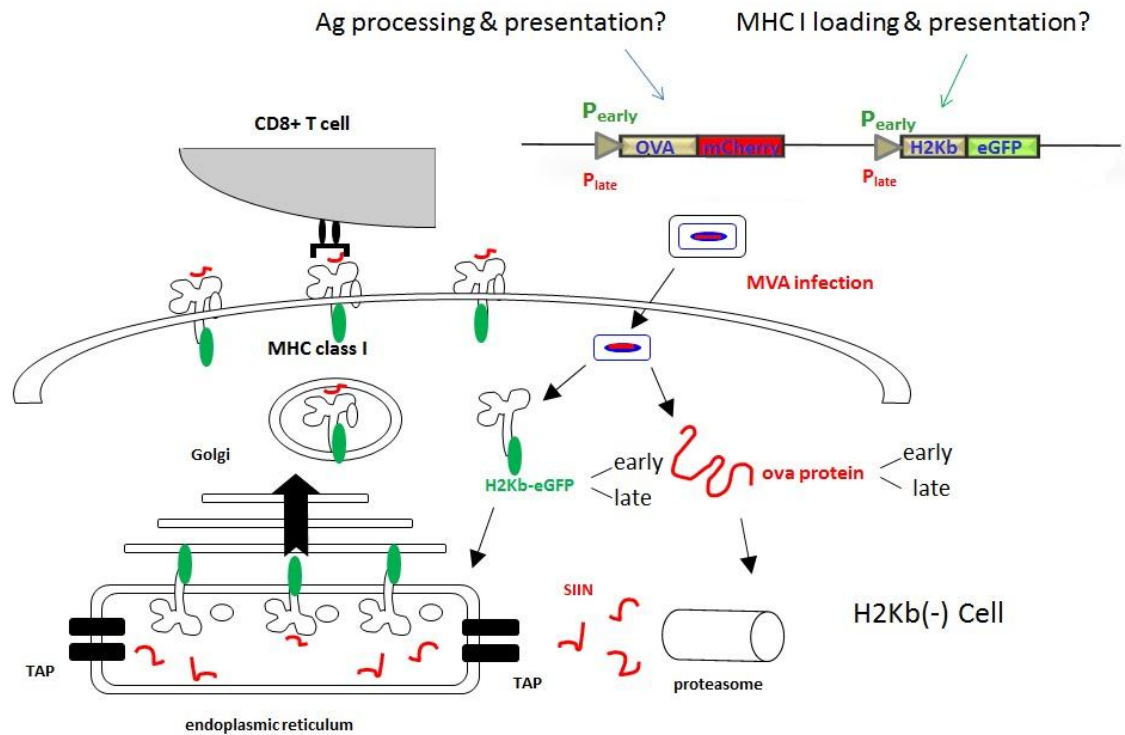 Ag processing & presentation?
MHC I loading & presentation?
Pearly
OVA
mCherry
Plate
Pearly
H2Kb
eGFP
Plate
CD8+ T cell
MVA infection
MHC class I
Golgi
H2Kb-eGFP
early
late
ova protein
early
late
SIIN
H2Kb(-) Cell
TAP
TAP
proteasome
endoplasmic reticulum